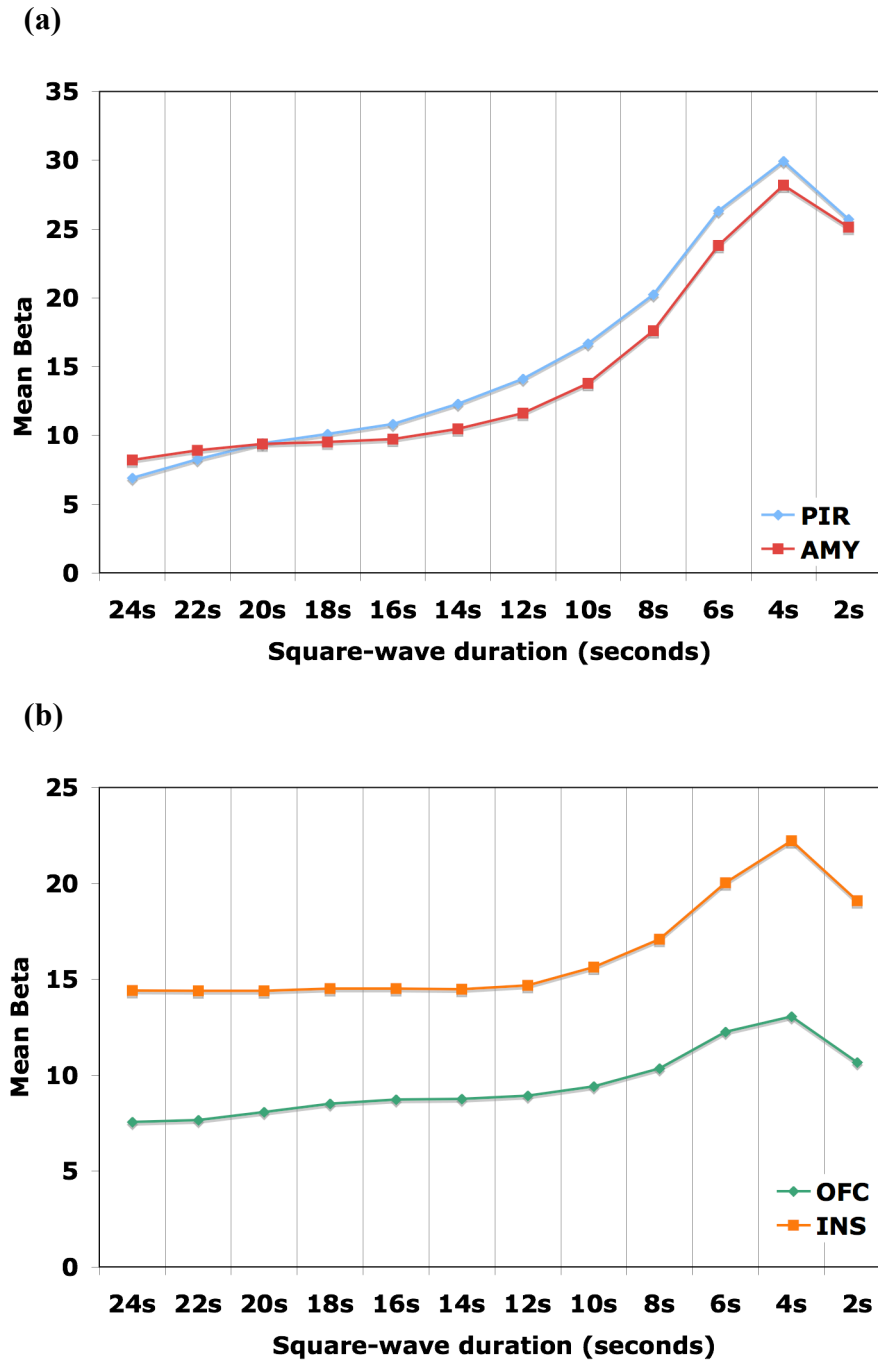 (a)
35
30
25
20
15
10
5
0
Mean Beta
PIR
AMY
24s 22s 20s 18s 16s 14s 12s 10s 8s 6s 4s 2s
Square-wave duration (seconds)
(b)
25
20
15
10
5
0
Mean Beta
OFC
INS
24s 22s 20s 18s 16s 14s 12s 10s 8s 6s 4s 2s
Square-wave duration (seconds)